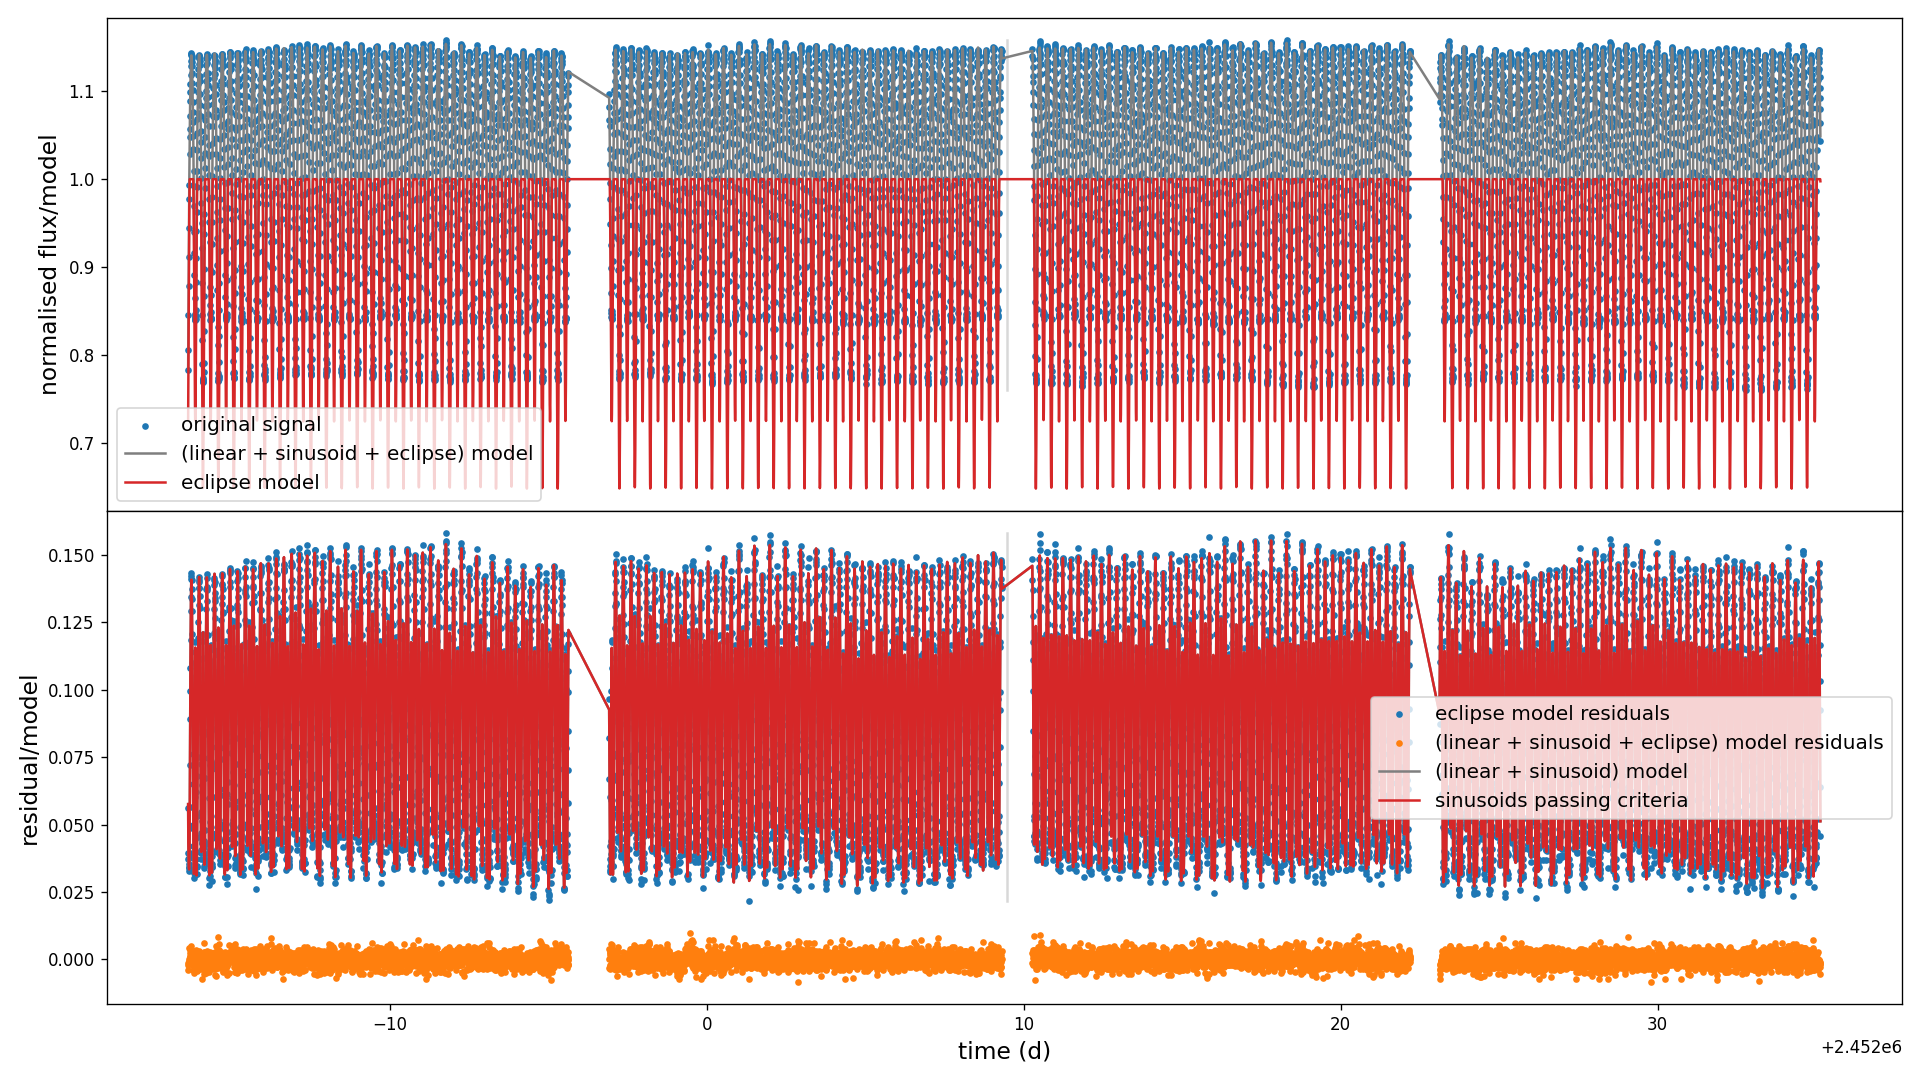 1.1
1.0
0.9
0.8
0.7
normalised flux/model
original signal
(linear + sinusoid + eclipse) model
eclipse model
0.150
0.125
0.100
0.075
0.050
0.025
0.000
residual/model
eclipse model residuals
(linear + sinusoid + eclipse) model residuals
(linear + sinusoid) model
sinusoids passing criteria
−10
0
10
20
30
time (d)
+2.452e6